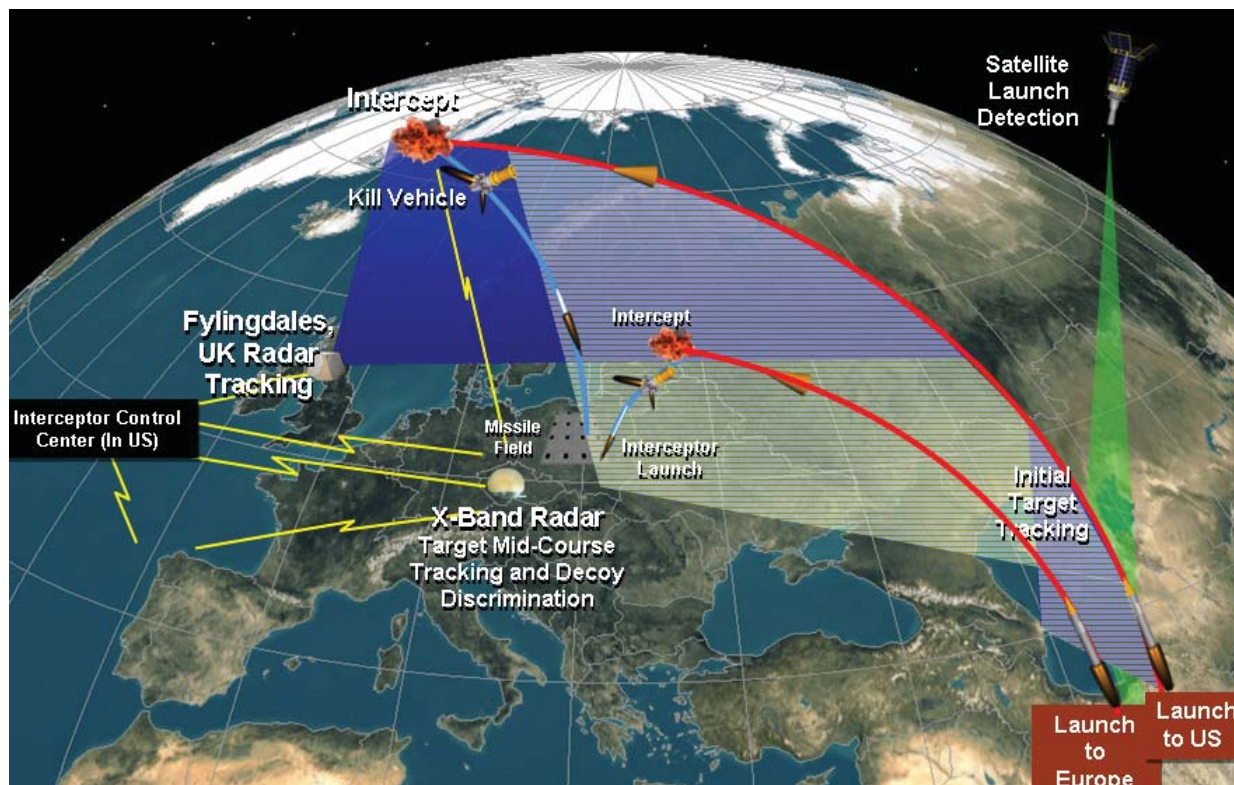 Intercept
Satellite
Launch
Detection
Kill Vehicle
Fylingdales,
UK Radar
Tracking
Intercept
Interceptor Control
Center (In US)
Missile
Field
Interceptor
Launch
Initial
Target
Tracking
X-Band Radar
Target Mid-Course
Tracking and Decoy
Discrimination
Launch
to
Europe
Launch
to US